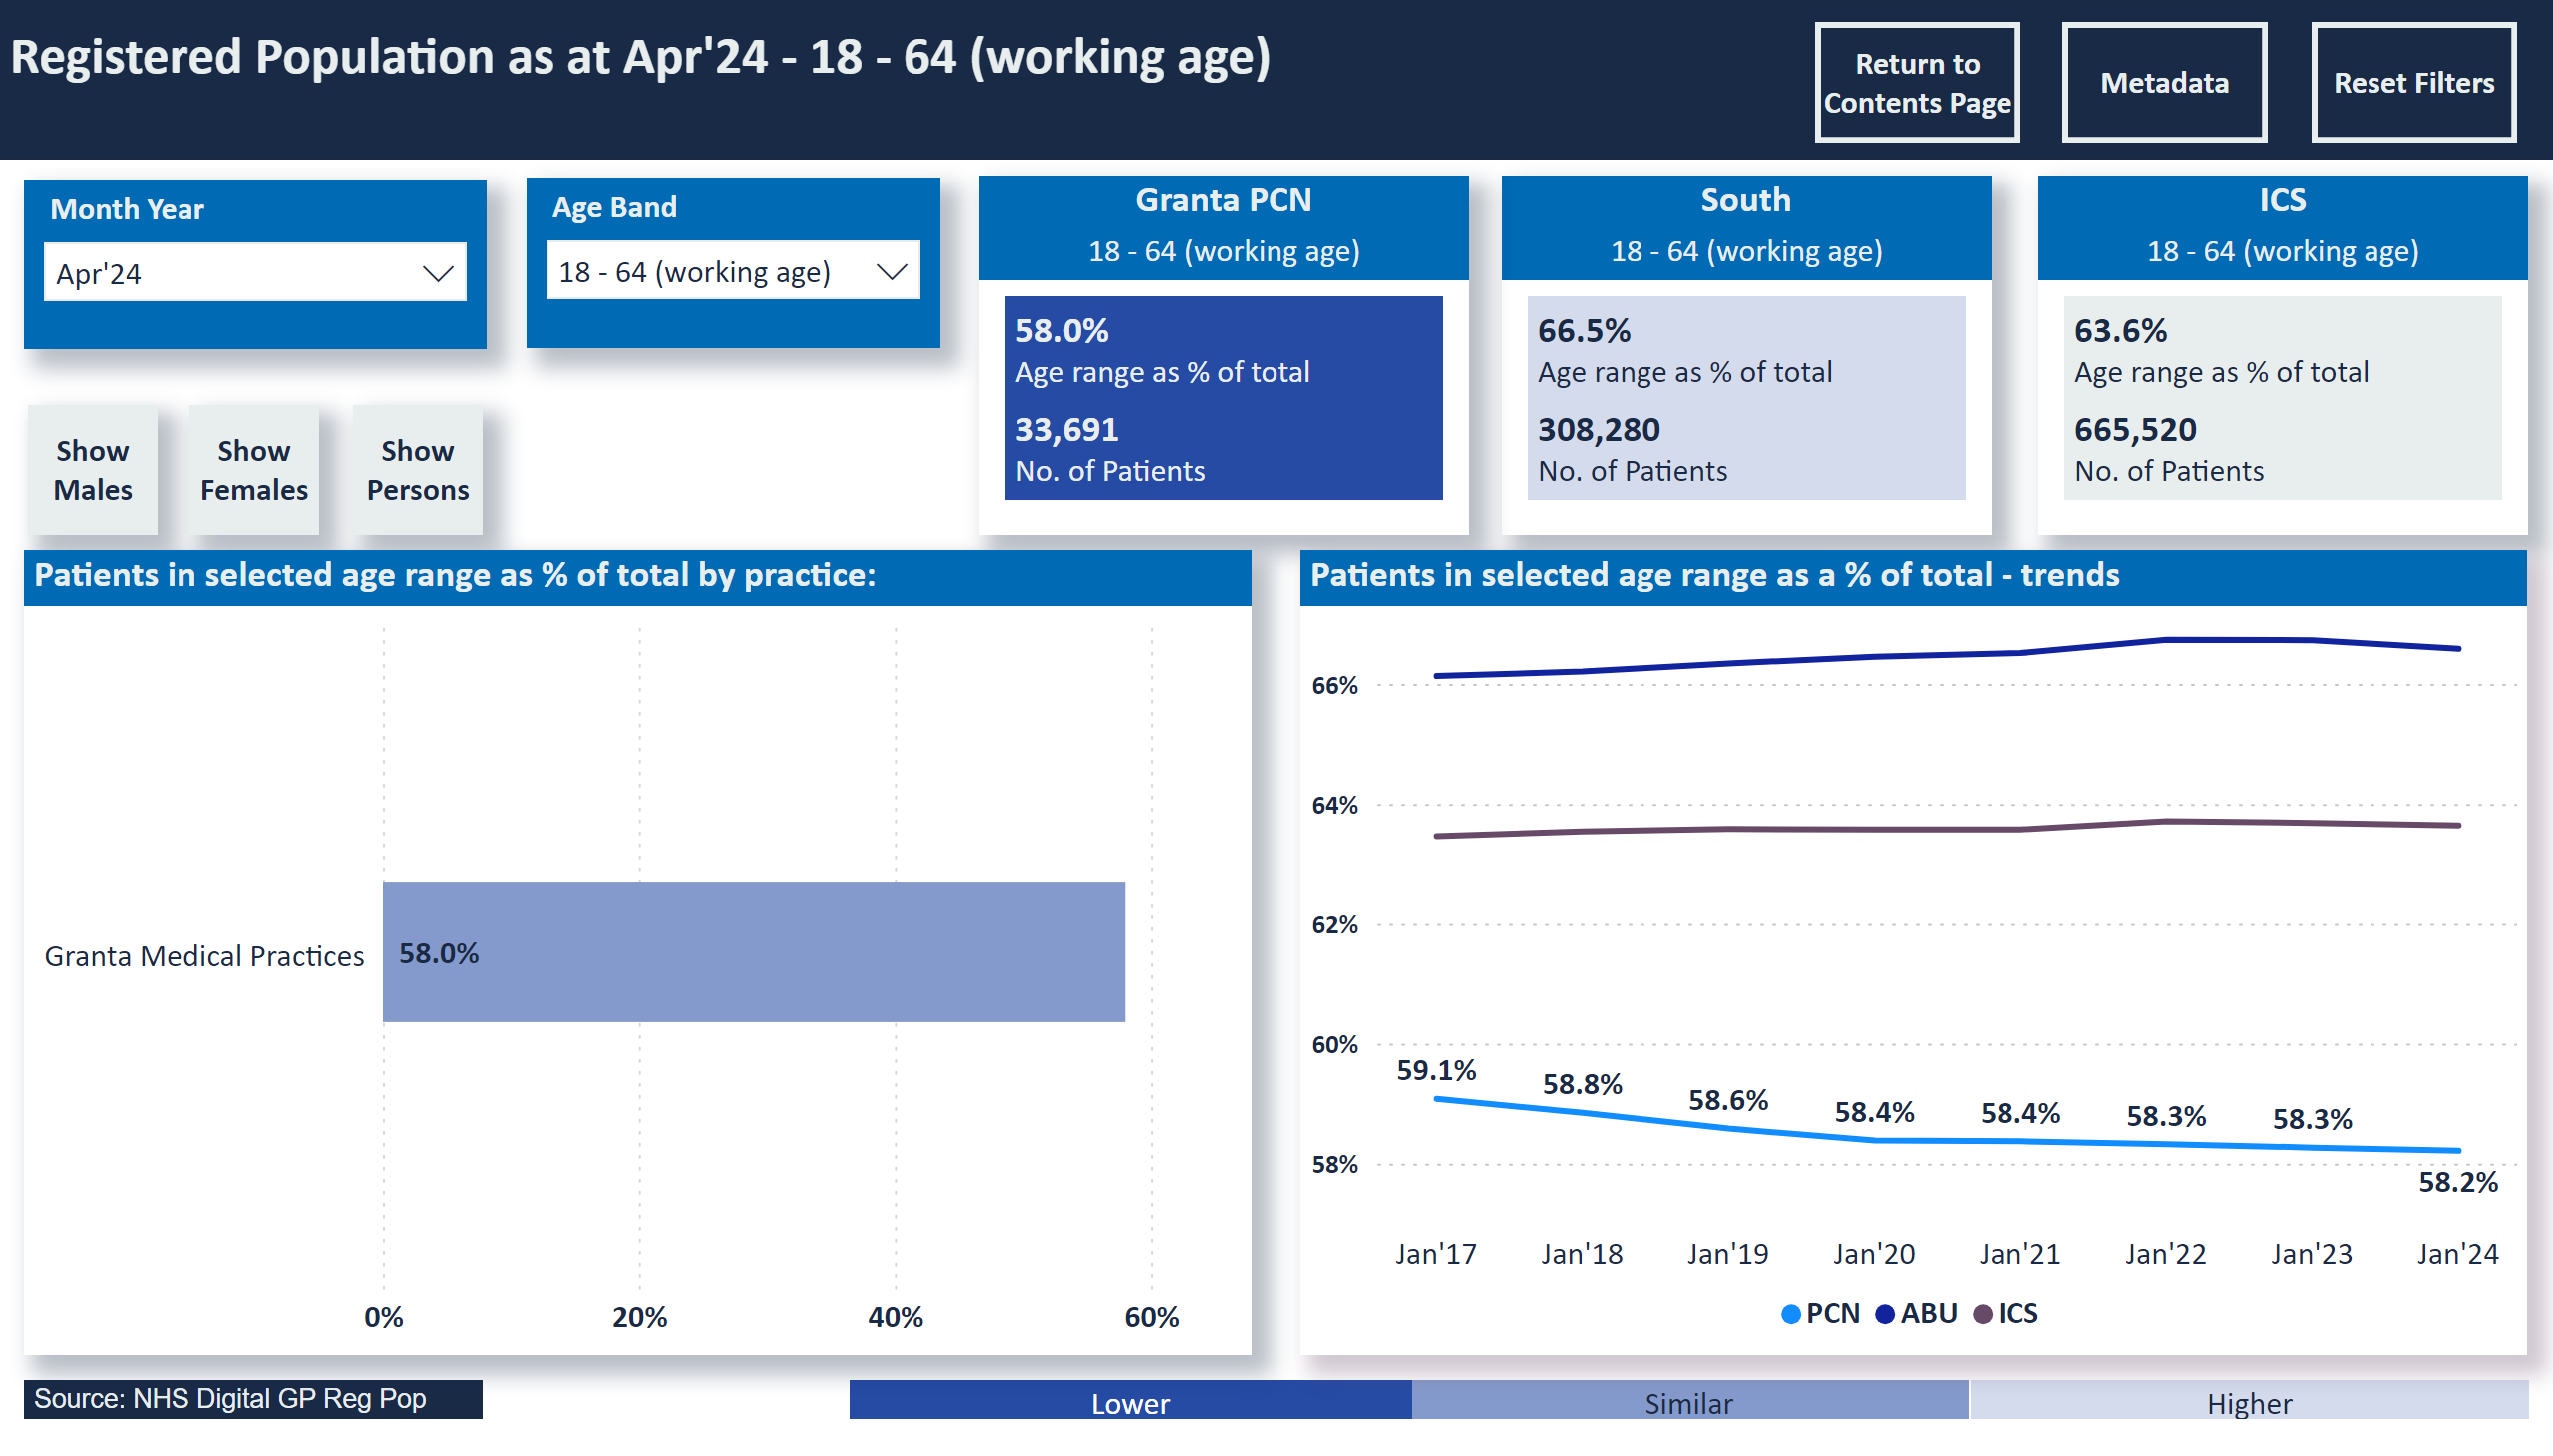 Registered Population as at Apr'24 - 18 - 64 (working age)
Return to
Contents Page
Metadata
Reset Filters
Month Year
Apr'24
Age Band
18 - 64 (working age)
Granta PCN
18 - 64 (working age)
58.0%
Age range as % of total
33,691
No. of Patients
South
18 - 64 (working age)
66.5%
Age range as % of total
308,280
No. of Patients
ICS
18 - 64 (working age)
63.6%
Age range as % of total
665,520
No. of Patients
Show
Males
Show
Females
Show
Persons
Patients in selected age range as % of total by practice:
Granta Medical Practices
58.0%
0%
20%
40%
60%
Patients in selected age range as a % of total - trends
66%
64%
62%
60%
58%
59.1%
58.8%
58.6%
58.4%
58.4%
58.3%
58.3%
58.2%
Jan'17
Jan'18
Jan'19
Jan'20
Jan'21
Jan'22
Jan'23
Jan'24
PCN
ABU
ICS
Source: NHS Digital GP Reg Pop
Lower
Similar
Higher